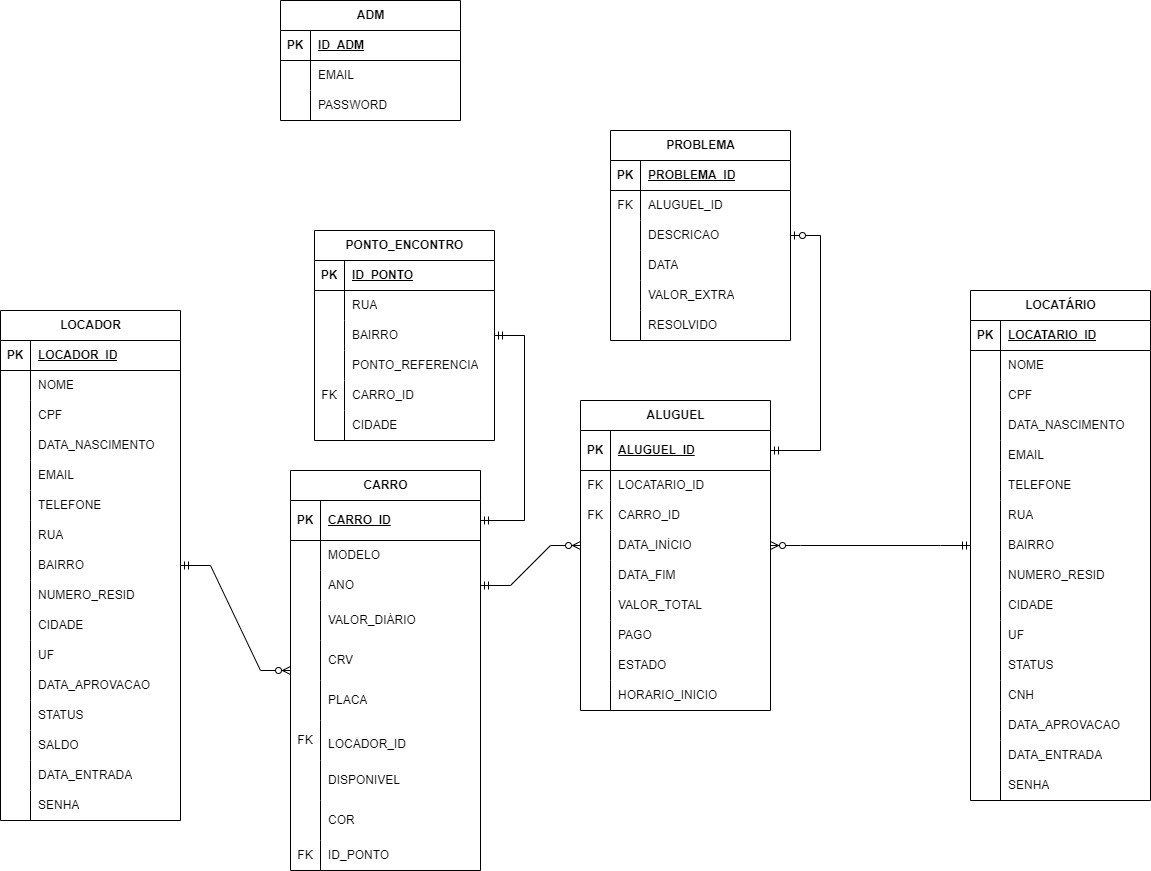 ADM
PK ID_ADM
EMAIL
PASSWORD
PROBLEMA
PK PROBLEMA_ID
FK ALUGUEL_ID
DESCRICAO
DATA
VALOR_EXTRA
RESOLVIDO
PONTO_ENCONTRO
PK ID_PONTO
RUA
BAIRRO
PONTO_REFERENCIA
FK CARRO_ID
CIDADE
LOCADOR
PK LOCADOR_ID
NOME
CPF
DATA_NASCIMENTO
EMAIL
TELEFONE
RUA
BAIRRO
NUMERO_RESID
CIDADE
UF
DATA_APROVACAO
STATUS
SALDO
DATA_ENTRADA
SENHA
CARRO
PK CARRO_ID
MODELO
ANO
VALOR_DIÁRIO
CRV
PLACA
FK LOCADOR_ID
DISPONIVEL
COR
FK ID_PONTO
ALUGUEL
PK ALUGUEL_ID
FK LOCATARIO_ID
FK CARRO_ID
DATA_INÍCIO
DATA_FIM
VALOR_TOTAL
PAGO
ESTADO
HORARIO_INICIO
LOCATÁRIO
PK LOCATARIO_ID
NOME
CPF
DATA_NASCIMENTO
EMAIL
TELEFONE
RUA
BAIRRO
NUMERO_RESID
CIDADE
UF
STATUS
CNH
DATA_APROVACAO
DATA_ENTRADA
SENHA